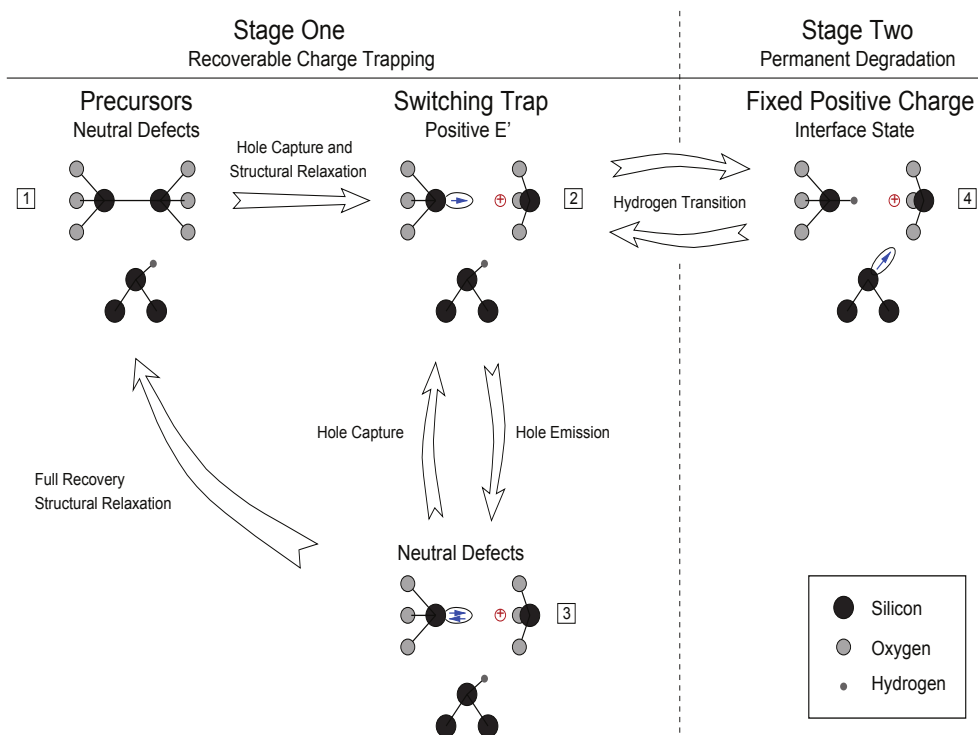 Stage One
Recoverable Charge Trapping
Stage Two
Permanent Degradation
Precursors
Neutral Defects
Switching Trap
Positive E'
Fixed Positive Charge
Interface State
Hole Capture and
Structural Relaxation
1
2
Hydrogen Transition
4
Hole Capture
Hole Emission
Full Recovery
Structural Relaxation
Neutral Defects
3
Silicon
Oxygen
Hydrogen